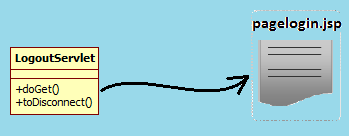 pagelogin.jsp
LogoutServlet
+doGet()
+toDisconnect()